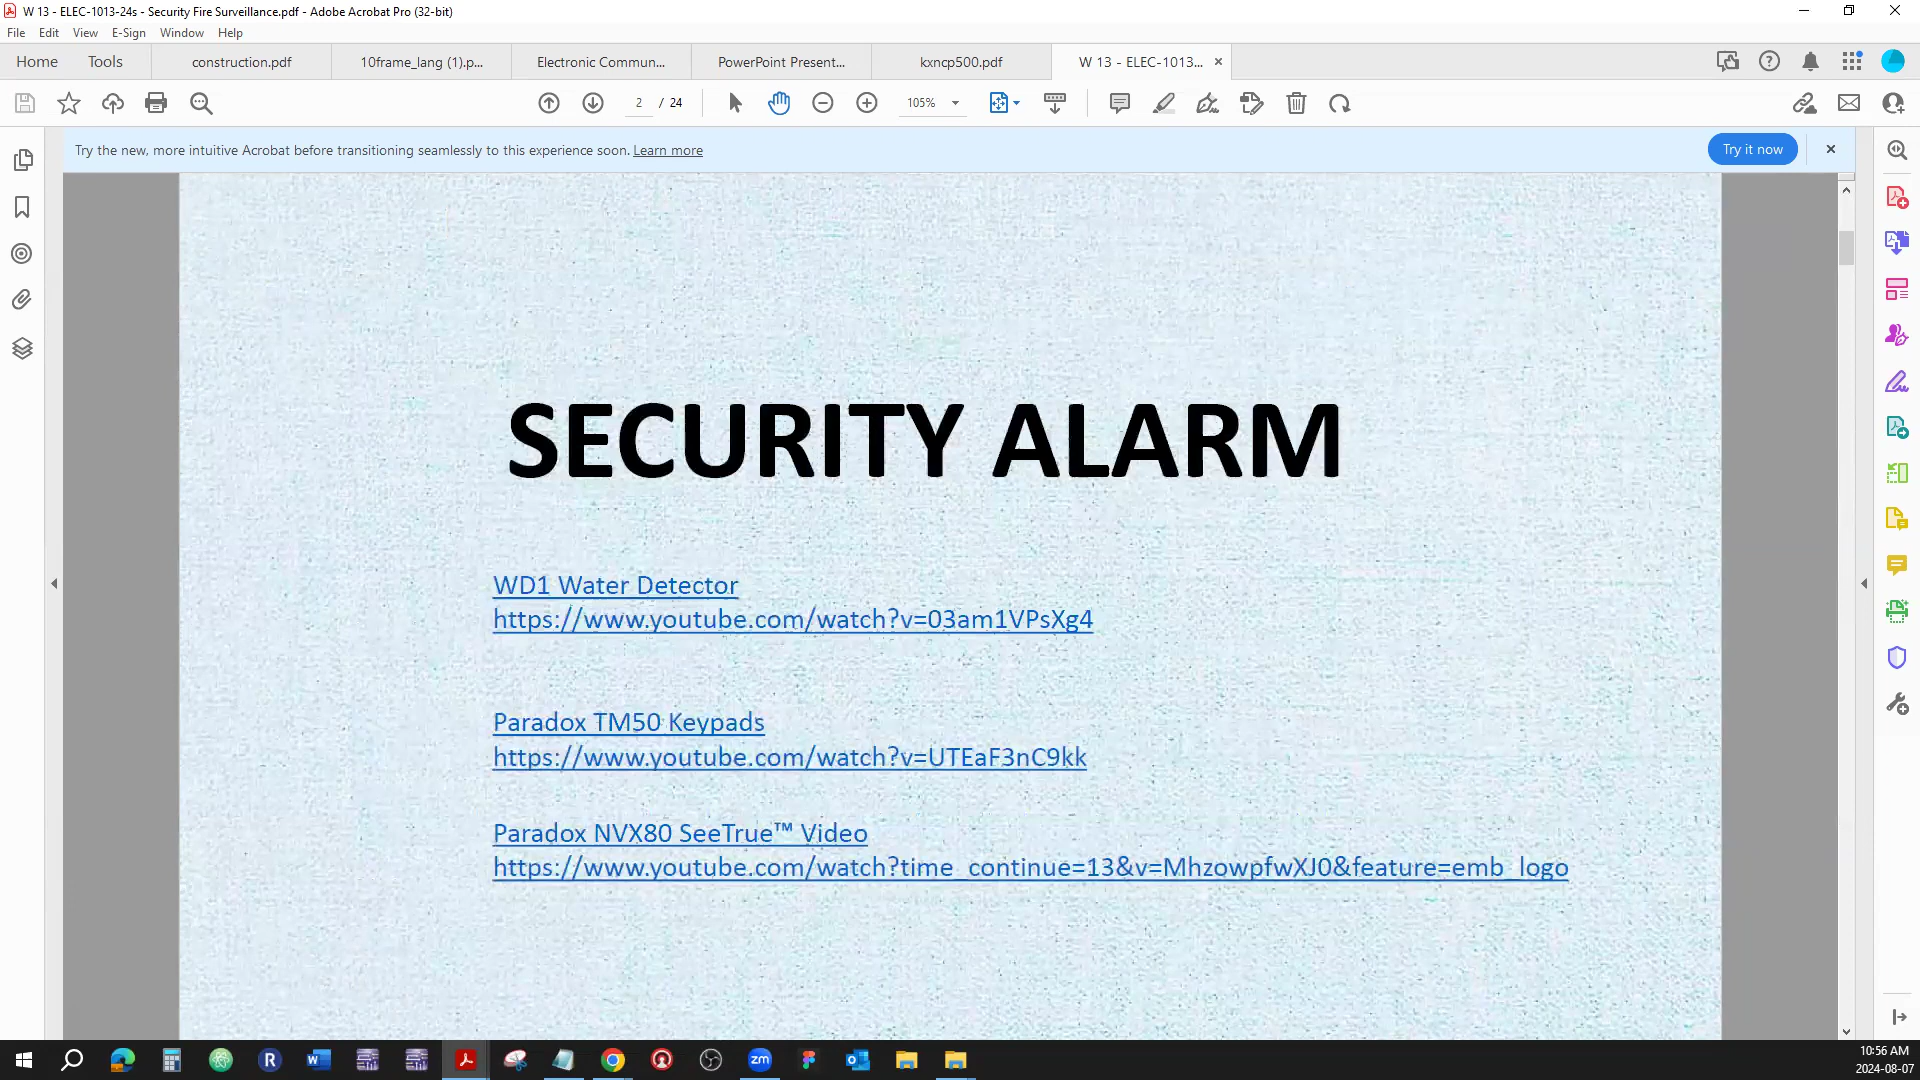 W 13 - ELEC-1013-24s - Security Fire Surveillance.pdf - Adobe Acrobat Pro (32-bit)
File Edit View E-Sign Window Help
Home Tools construction.pdf 10frame_lang (1).p... Electronic Commun... PowerPoint Present... kxncp500.pdf W 13 - ELEC-1013...
2 / 24 105%
Try the new, more intuitive Acrobat before transitioning seamlessly to this experience soon. Learn more Try it now
SECURITY ALARM
WD1 Water Detector
https://www.youtube.com/watch?v=03am1VPsXg4
Paradox TM50 Keypads
https://www.youtube.com/watch?v=UTEaF3nC9kk
Paradox NVX80 SeeTrue™ Video
https://www.youtube.com/watch?time_continue=13&v=MhzowpfwXJ0&feature=emb_logo
10:56 AM
2024-08-07